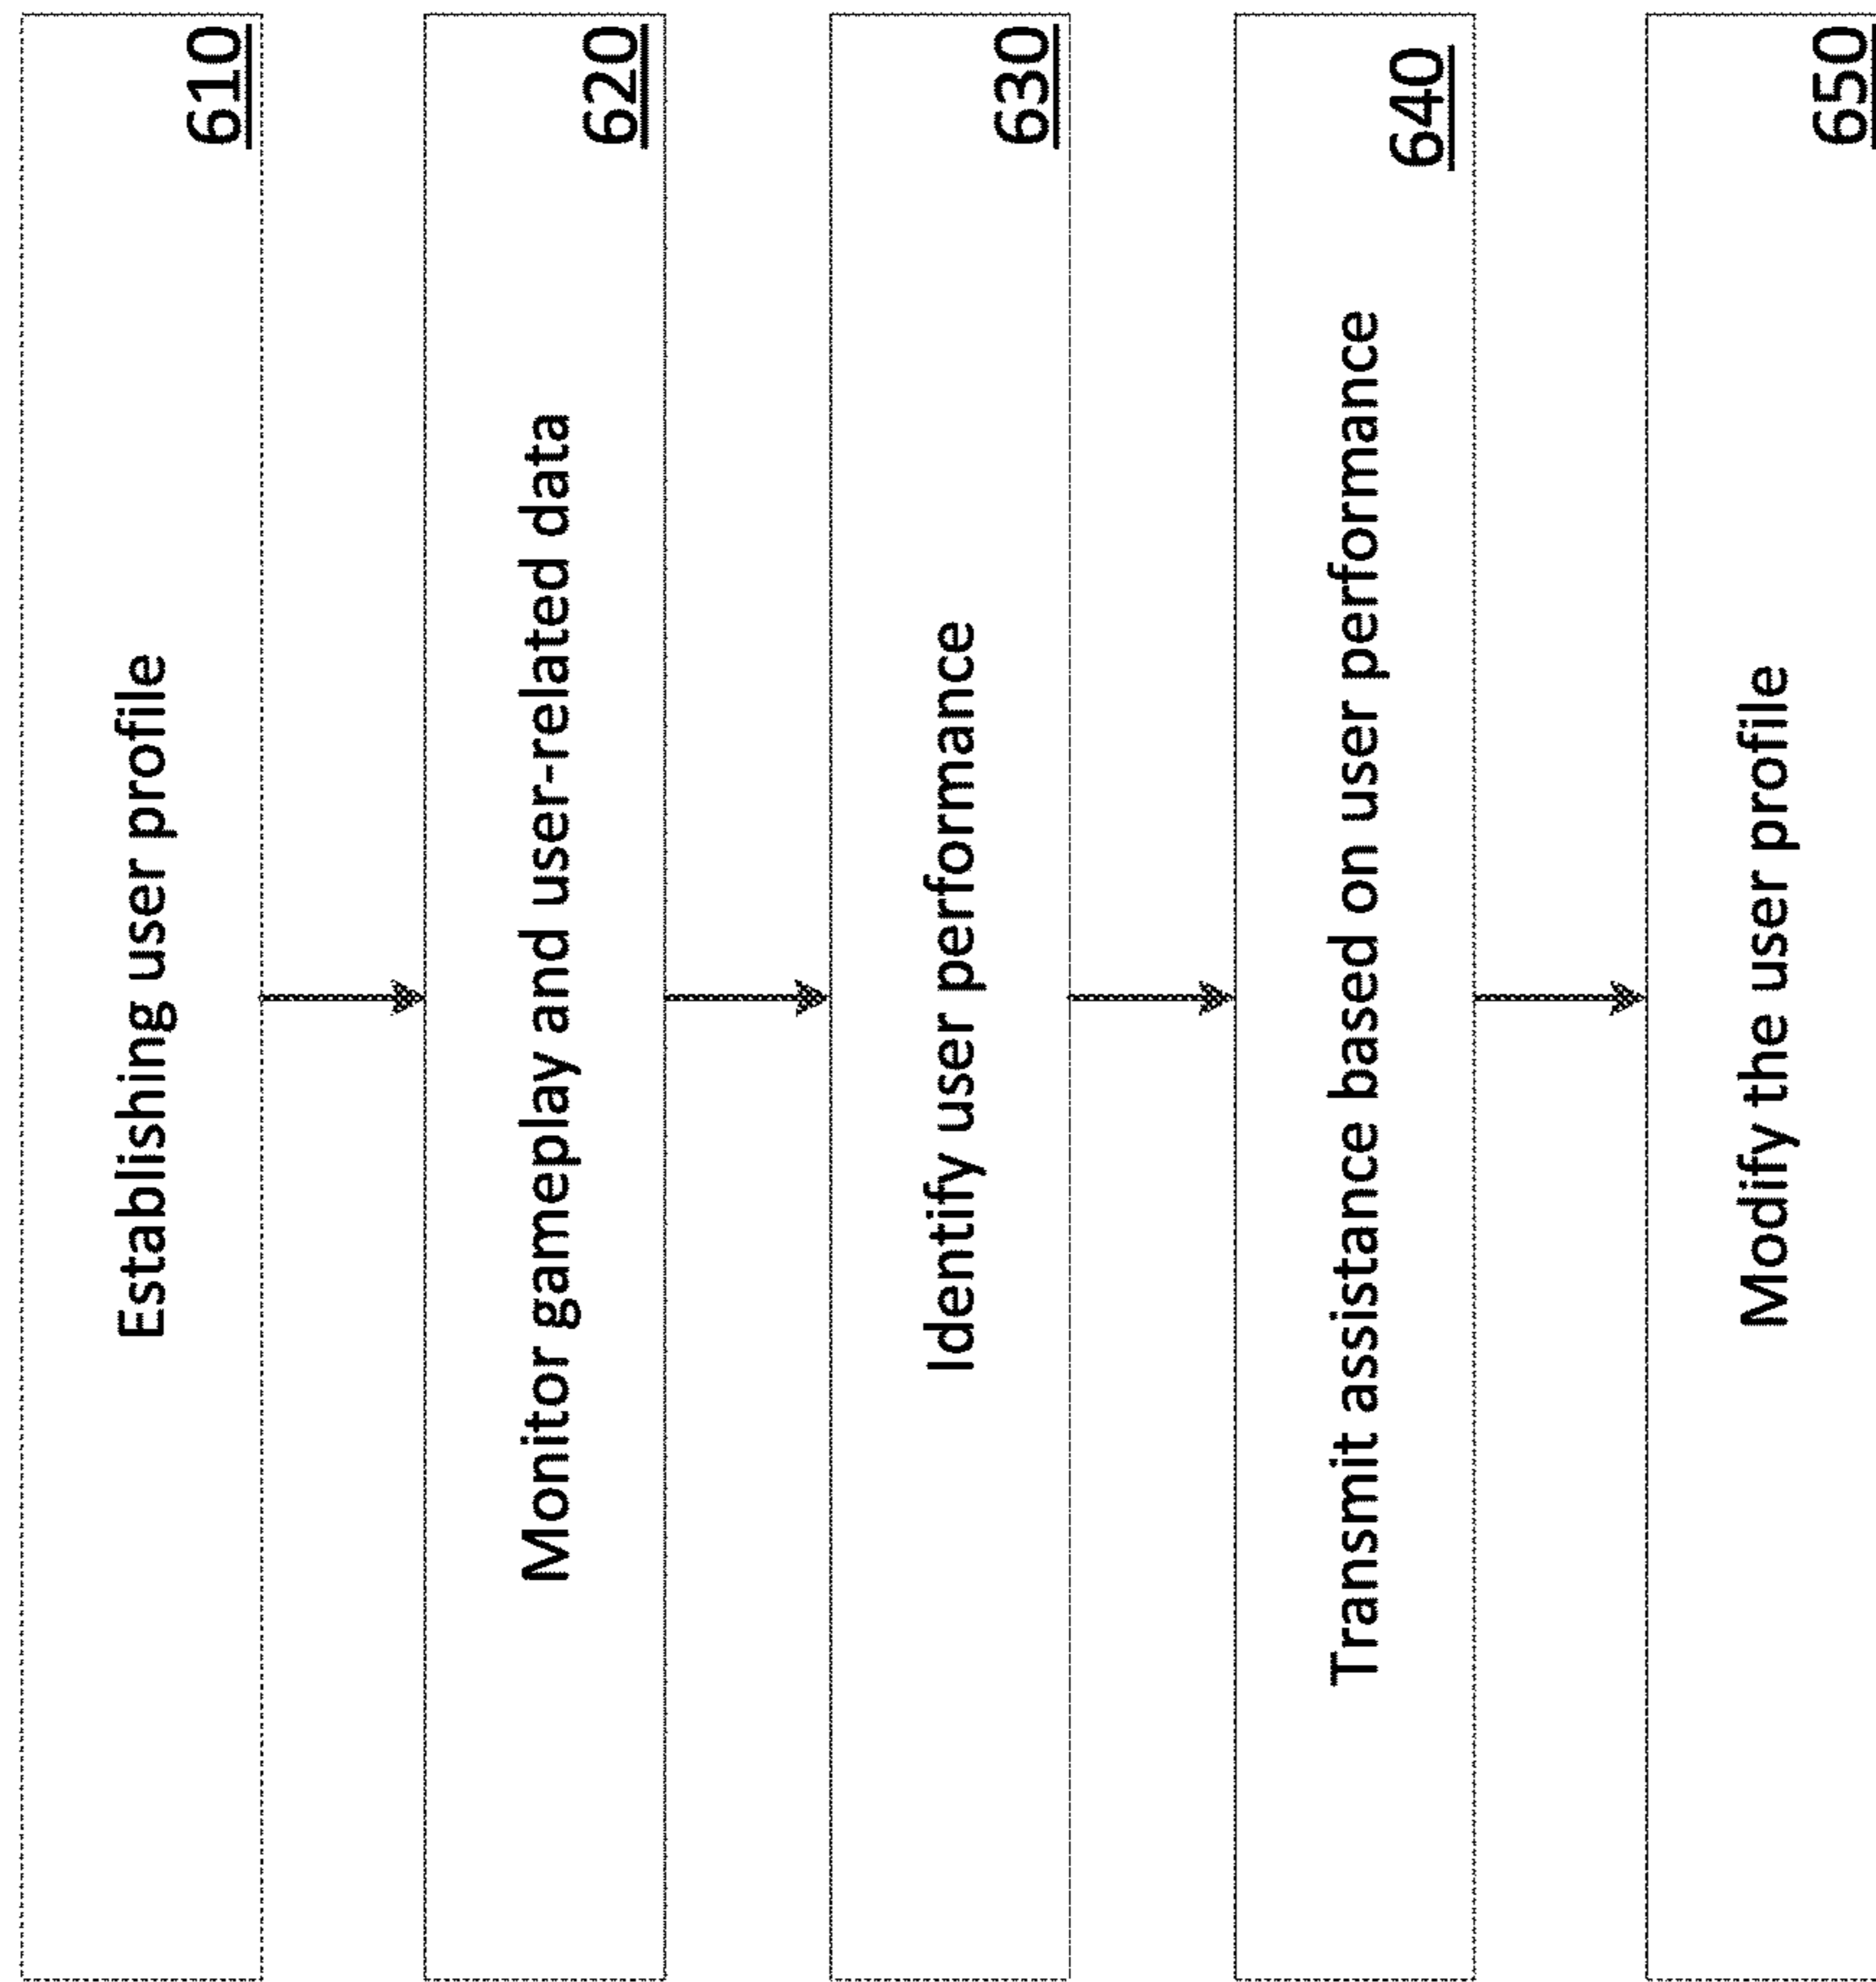 Establishing user profile
610
Monitor gameplay and user-related data
620
Identify user performance
630
Transmit assistance based on user performance
640
Modify the user profile
650